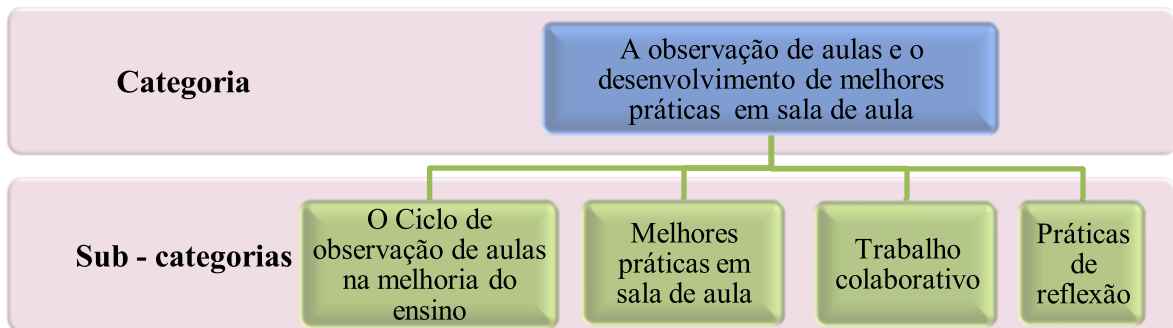 Categoria
A observação de aulas e o
desenvolvimento de melhores
práticas em sala de aula
Sub - categorias
O Ciclo de
observação de aulas
na melhoria do
ensino
Melhores
práticas em
sala de aula
Trabalho
colaborativo
Práticas
de
reflexão